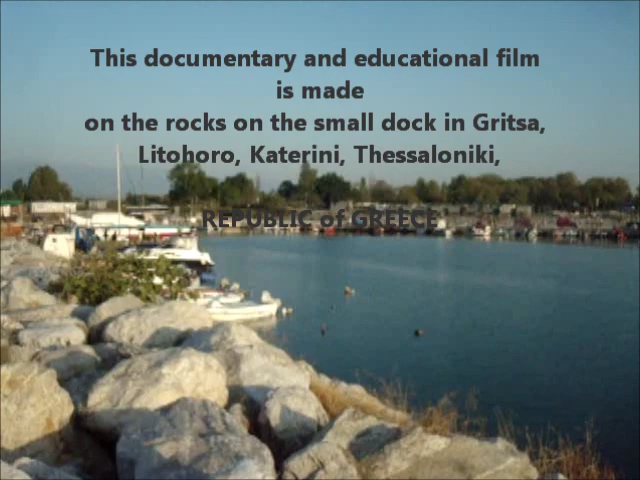 This documentary and educational film
is made
on the rocks on the small dock in Gritsa,
Litohoro, Katerini, Thessaloniki,
REPUBLIC of GREECE